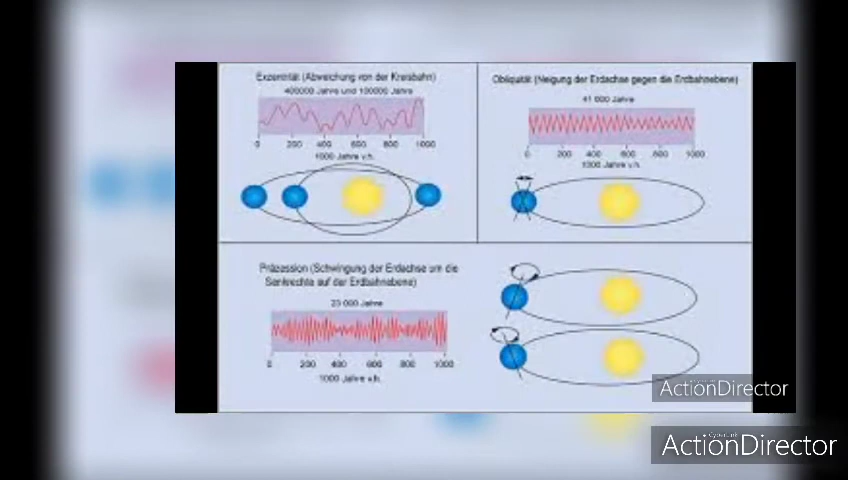 Exzentrität (Abweichung von der Kreisbahn)
400000 Jahre und 100000 Jahre
0 200 400 600 800 1000
1000 Jahre v.h.
Obliquität (Neigung der Erdachse gegen die Erdbahnebene)
41 000 Jahre
0 200 400 600 800 1000
1000 Jahre v.h.
Präzession (Schwingung der Erdachse um die
Senkrechte auf der Erdbahnebene)
23 000 Jahre
0 200 400 600 800 1000
1000 Jahre v.h.
ActionDirector
CyberLink
ActionDirector